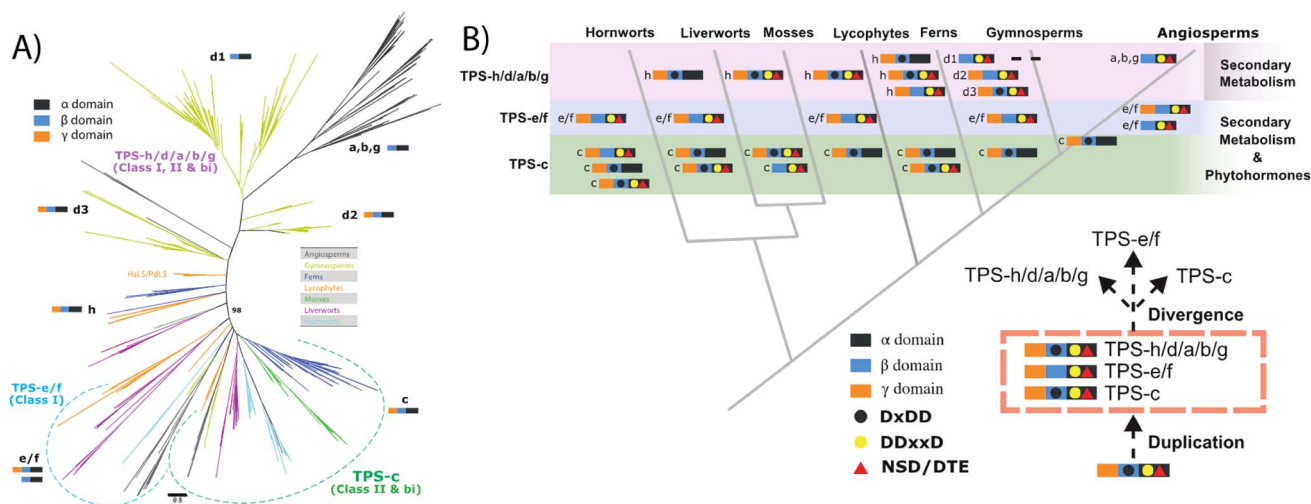 A)
α domain
β domain
γ domain
d1
a,b,g
TPS-h/d/a/b/g
(Class I, II & bi)
d3
d2
HsLS/PdLS
Angiosperms
Gymnosperms
Ferns
Lycophytes
Mosses
Liverworts
Hornworts
h
98
TPS-e/f
(Class I)
c
e/f
TPS-c
(Class II & bi)
B)
Hornworts Liverworts Mosses Lycophytes Ferns Gymnosperms Angiosperms
TPS-h/d/a/b/g
h h h h d1 a,b,g
h d2
h d3
Secondary
Metabolism
TPS-e/f
e/f e/f e/f e/f e/f
e/f
TPS-c
c c c c c c c
c c c c
c
Secondary
Metabolism
&
Phytohormones
α domain
β domain
γ domain
DxDD
DDxxD
NSD/DTE
TPS-e/f
TPS-h/d/a/b/g
TPS-c
Divergence
TPS-h/d/a/b/g
TPS-e/f
TPS-c
Duplication